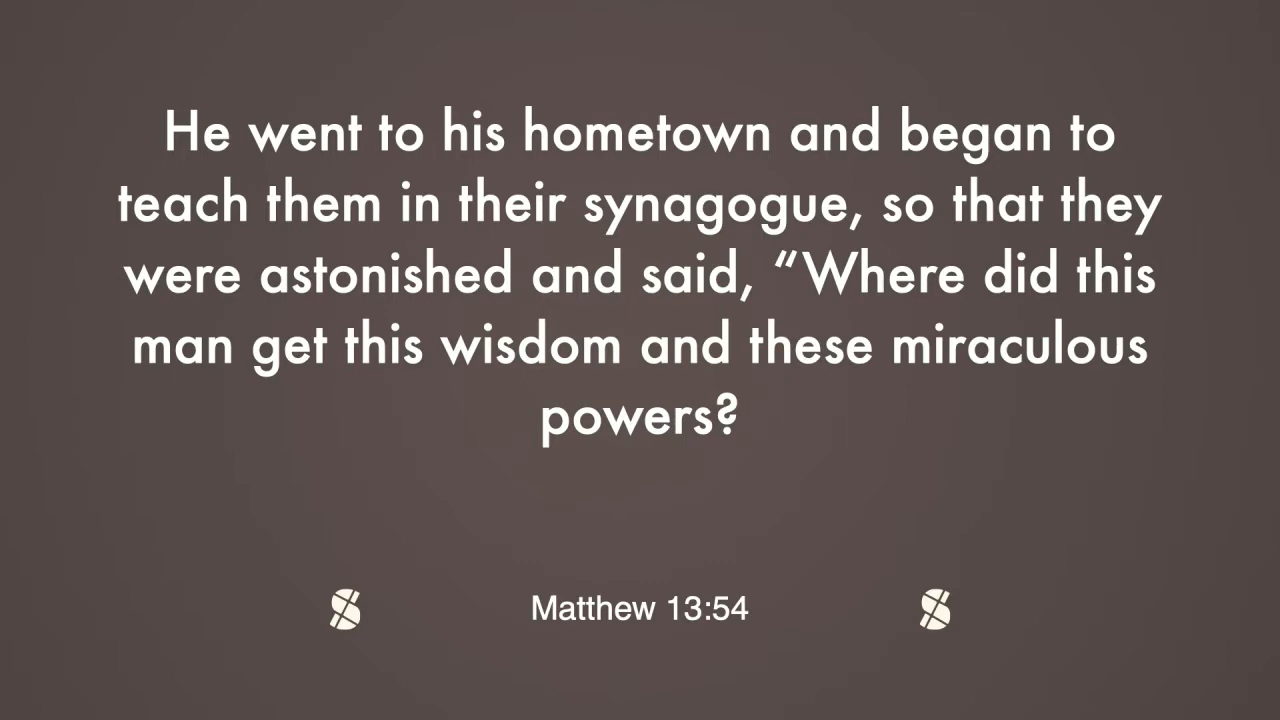 He went to his hometown and began to
teach them in their synagogue, so that they
were astonished and said, “Where did this
man get this wisdom and these miraculous
powers?
Matthew 13:54